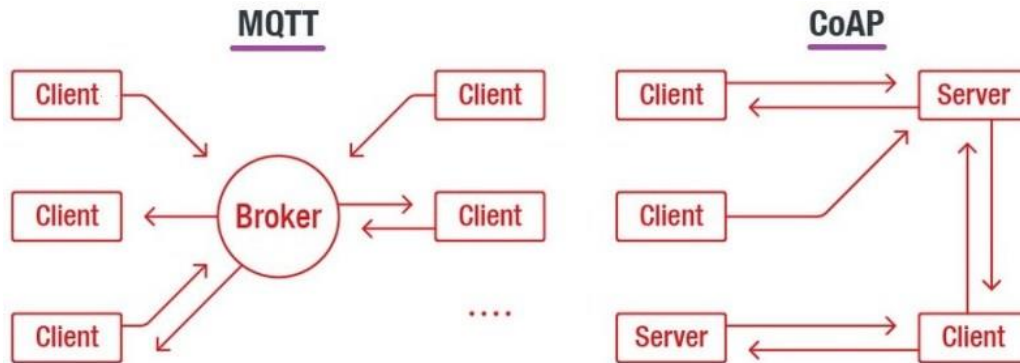 MQTT
CoAP
Client
Client
Client
Server
Client
Broker
Client
Client
Client
....
Server
Client